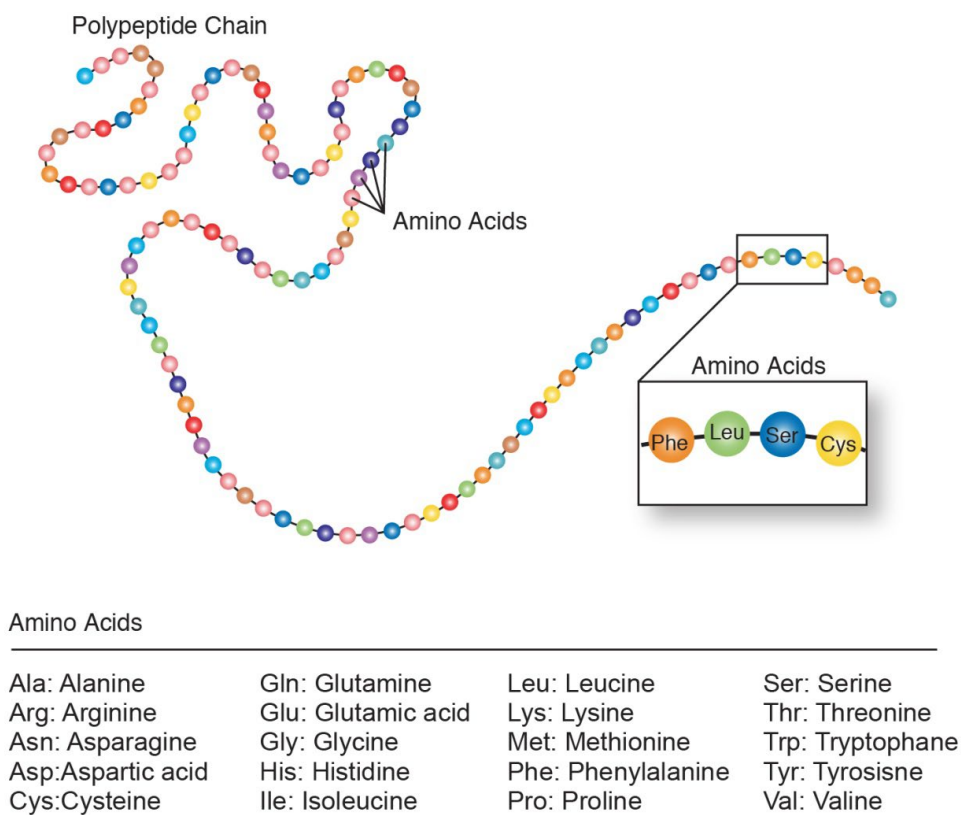 Polypeptide Chain
Amino Acids
Amino Acids
Phe Leu Ser Cys
Amino Acids
Ala: Alanine Gln: Glutamine Leu: Leucine Ser: Serine
Arg: Arginine Glu: Glutamic acid Lys: Lysine Thr: Threonine
Asn: Asparagine Gly: Glycine Met: Methionine Trp: Tryptophane
Asp:Aspartic acid His: Histidine Phe: Phenylalanine Tyr: Tyrosisne
Cys:Cysteine Ile: Isoleucine Pro: Proline Val: Valine